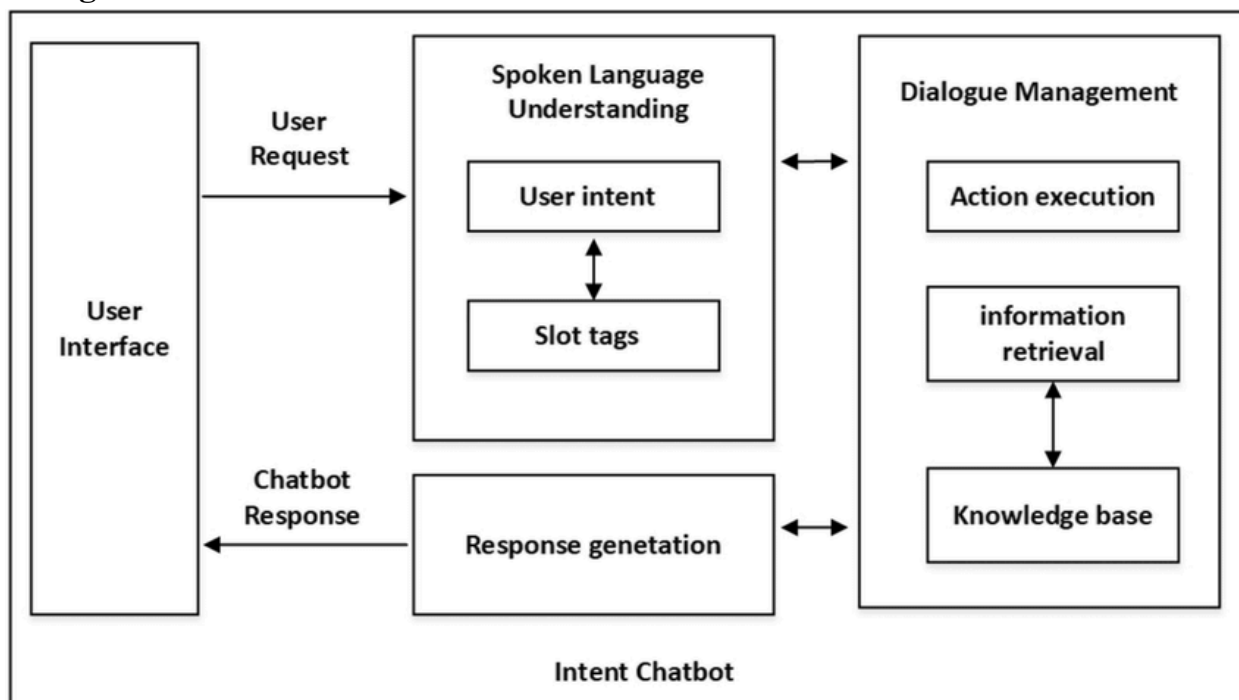 User
Interface
User
Request
Spoken Language
Understanding
User intent
Slot tags
Dialogue Management
Action execution
information
retrieval
Knowledge base
Chatbot
Response
Response genetation
Intent Chatbot